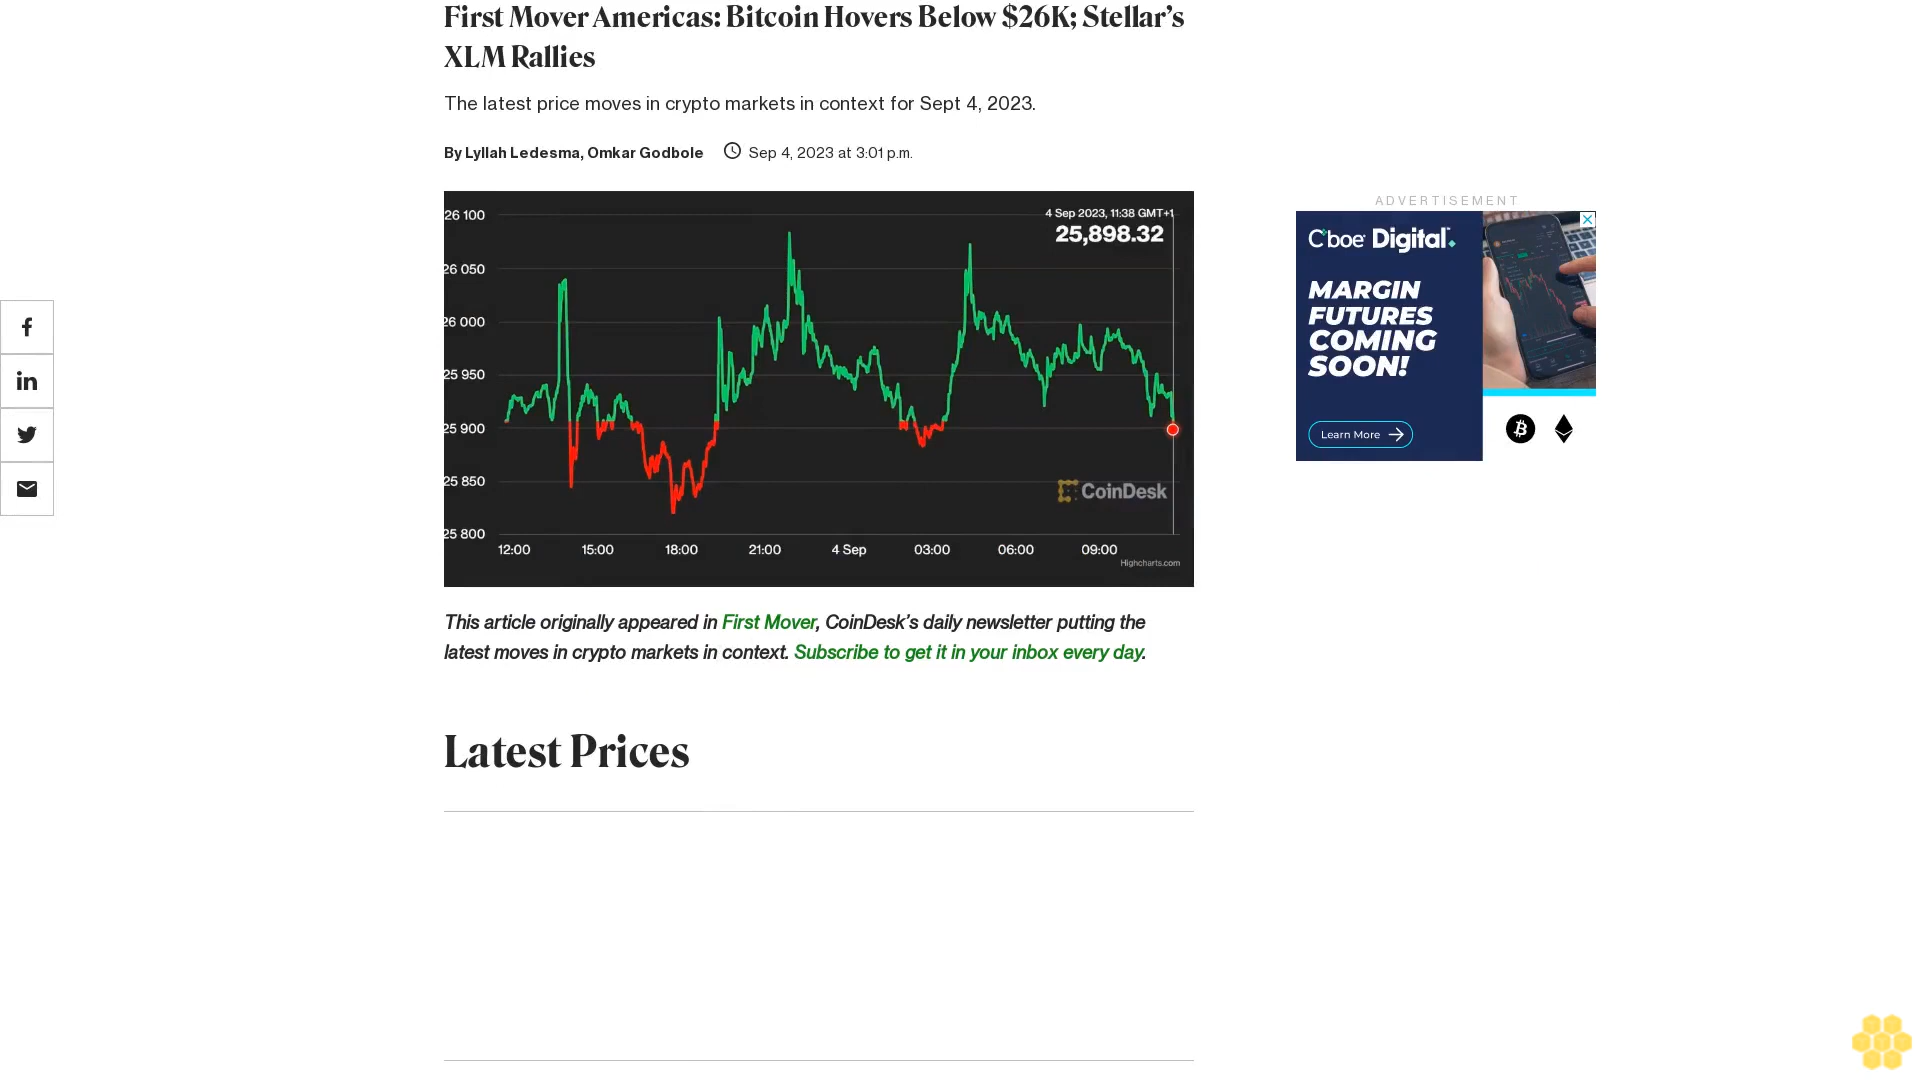 First Mover Americas: Bitcoin Hovers Below $26K; Stellar’s
XLM Rallies
The latest price moves in crypto markets in context for Sept 4, 2023.
By Lyllah Ledesma, Omkar Godbole
Sep 4, 2023 at 3:01 p.m.
26 100
26 050
26 000
25 950
25 900
25 850
25 800
4 Sep 2023, 11:38 GMT+1
25,898.32
CoinDesk
12:00 15:00 18:00 21:00 4 Sep 03:00 06:00 09:00
Highcharts.com
ADVERTISEMENT
Cboe Digital
MARGIN
FUTURES
COMING
SOON!
Learn More
This article originally appeared in First Mover, CoinDesk’s daily newsletter putting the
latest moves in crypto markets in context. Subscribe to get it in your inbox every day.
Latest Prices